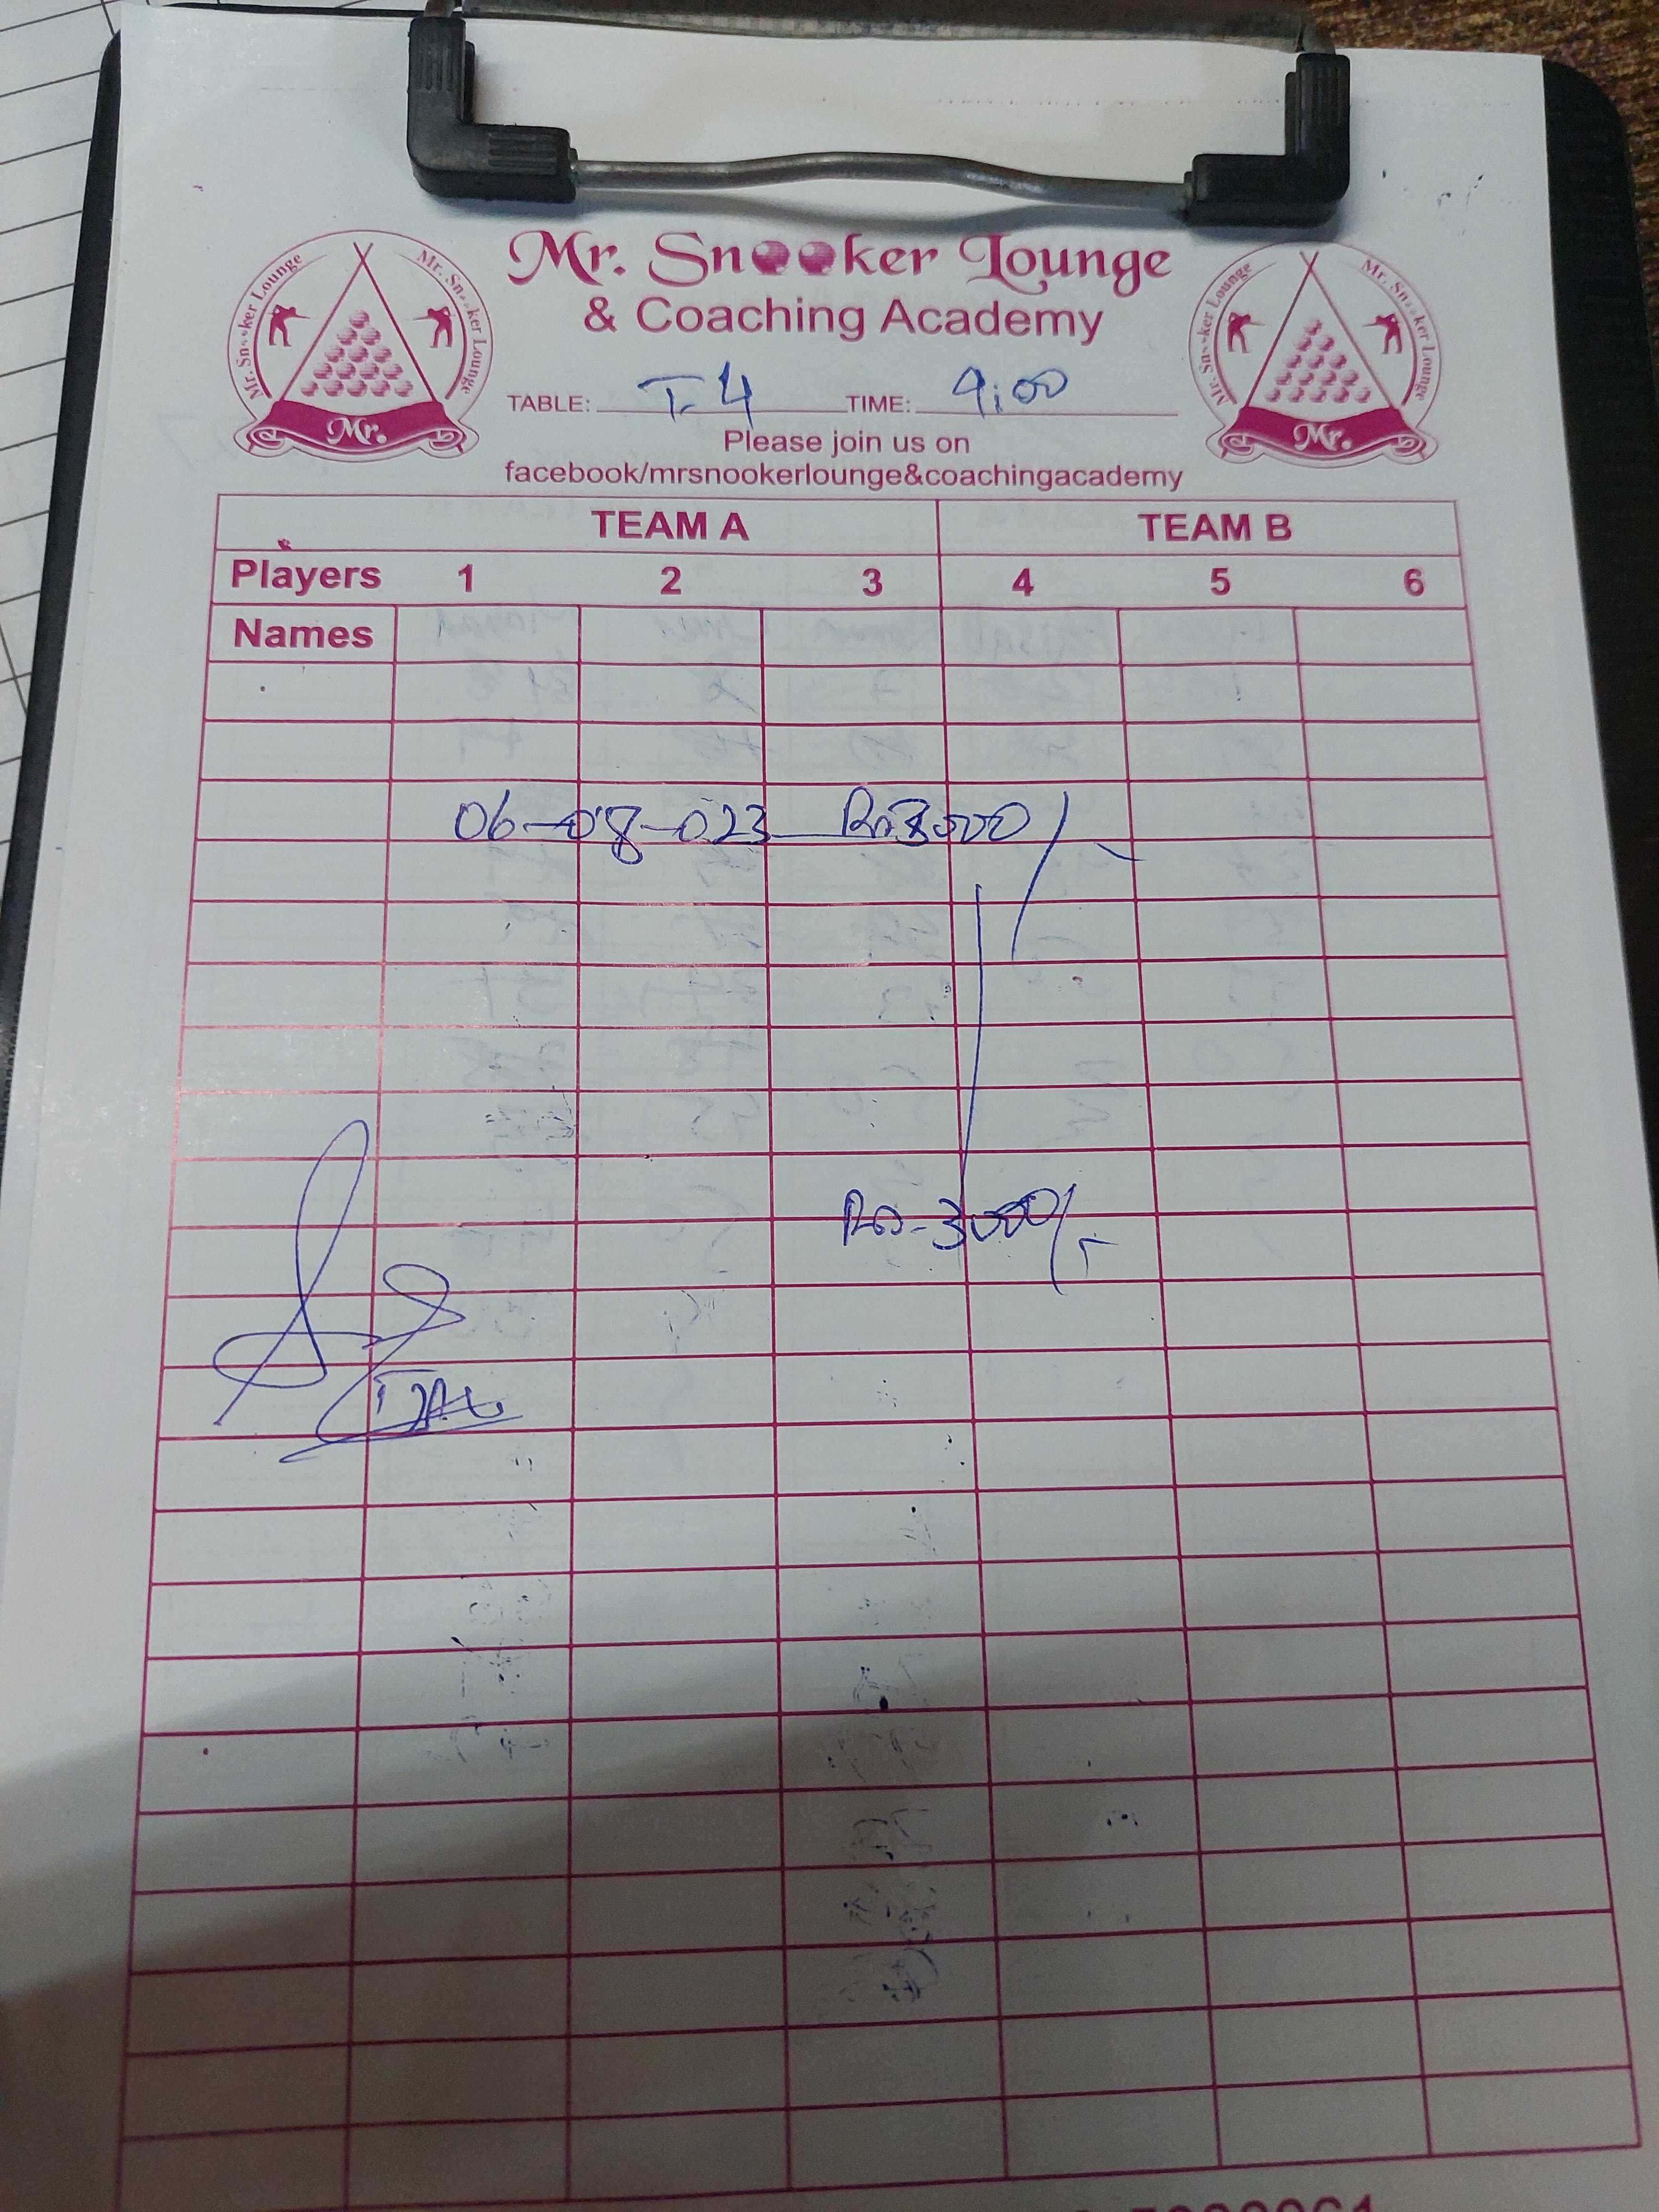 Mr. Snooker Lounge
& Coaching Academy
Mr. Snooker Lounge Mr. Snooker Lounge
Mr.
Mr. Snooker Lounge Mr. Snooker Lounge
Mr.
TABLE: T-4 TIME: 9:00
Please join us on
facebook/mrsnookerlounge&coachingacademy
TEAM A TEAM B
Players 1 2 3 4 5 6
Names
06-08-023 Rs.3000/-
Rs-3000/-